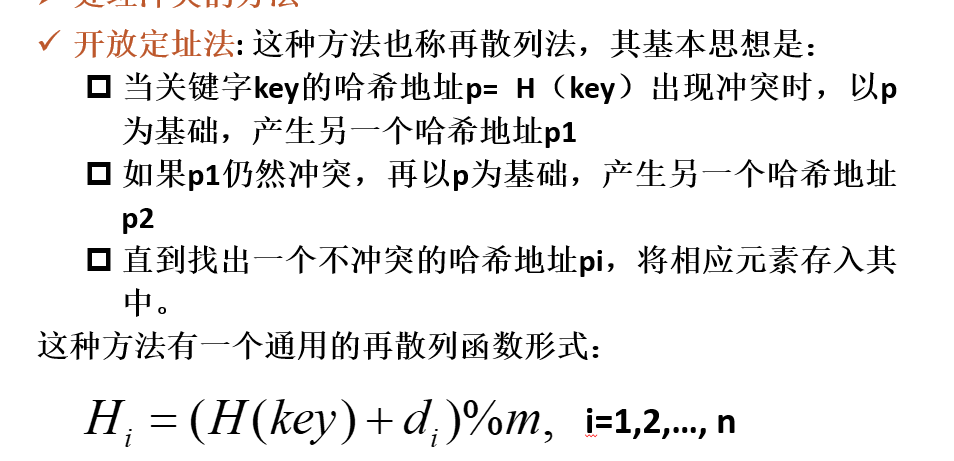 ✓ 开放定址法: 这种方法也称再散列法，其基本思想是：
当关键字key的哈希地址p= H（key）出现冲突时，以p
为基础，产生另一个哈希地址p1
如果p1仍然冲突，再以p为基础，产生另一个哈希地址
p2
直到找出一个不冲突的哈希地址pi，将相应元素存入其
中。
这种方法有一个通用的再散列函数形式：
H_i = (H(key) + d_i)%m, i=1,2,…, n